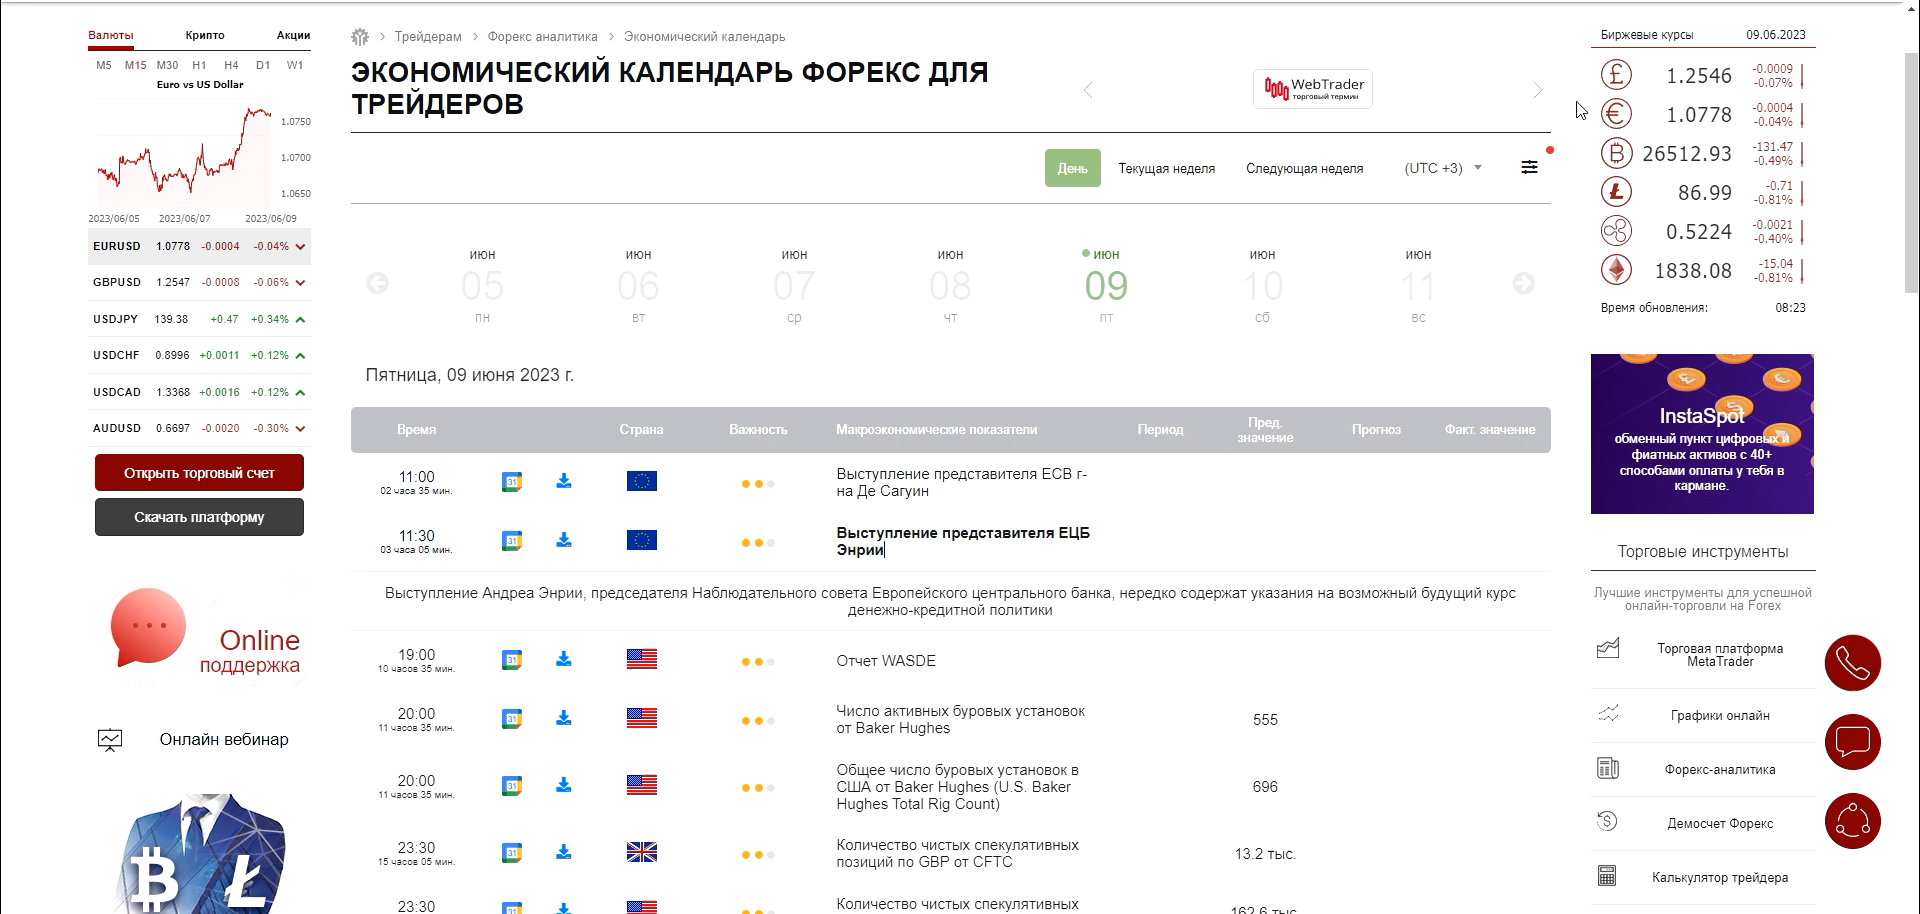 Валюты Крипто Акции
M5 M15 M30 H1 H4 D1 W1
Euro vs US Dollar
1.0750
1.0700
1.0650
2023/06/05 2023/06/07 2023/06/09
EURUSD 1.0778 -0.0004 -0.04%
GBPUSD 1.2547 -0.0008 -0.06%
USDJPY 139.38 +0.47 +0.34%
USDCHF 0.8996 +0.0011 +0.12%
USDCAD 1.3368 +0.0016 +0.12%
AUDUSD 0.6697 -0.0020 -0.30%
Открыть торговый счет
Скачать платформу
Online
поддержка
Онлайн вебинар
Трейдерам > Форекс аналитика > Экономический календарь
ЭКОНОМИЧЕСКИЙ КАЛЕНДАРЬ ФОРЕКС ДЛЯ
ТРЕЙДЕРОВ
WebTrader
торговый термин
День Текущая неделя Следующая неделя (UTC +3)
июн июн июн июн июн июн июн
05 06 07 08 09 10 11
пн вт ср чт пт сб вс
Пятница, 09 июня 2023 г.
Время Страна Важность Макроэкономические показатели Период Пред. значение Прогноз Факт. значение
11:00
02 часа 35 мин.
31
Выступление представителя ECB г-
на Де Сагуин
11:30
03 часа 05 мин.
31
Выступление представителя ЕЦБ
Энрии
Выступление Андреа Энрии, председателя Наблюдательного совета Европейского центрального банка, нередко содержат указания на возможный будущий курс
денежно-кредитной политики
19:00
10 часов 35 мин.
31
Отчет WASDE
20:00
11 часов 35 мин.
31
Число активных буровых установок
от Baker Hughes
555
20:00
11 часов 35 мин.
31
Общее число буровых установок в
США от Baker Hughes (U.S. Baker
Hughes Total Rig Count)
696
23:30
15 часов 05 мин.
31
Количество чистых спекулятивных
позиций по GBP от CFTC
13.2 тыс.
23:30
31
Количество чистых спекулятивных
162.6 тыс.
Биржевые курсы 09.06.2023
1.2546 -0.0009 -0.07%
1.0778 -0.0004 -0.04%
26512.93 -131.47 -0.49%
86.99 -0.71 -0.81%
0.5224 -0.0021 -0.40%
1838.08 -15.04 -0.81%
Время обновления: 08:23
InstaSpot
обменный пункт цифровых и
фиатных активов с 40+
способами оплаты у тебя в
кармане.
Торговые инструменты
Лучшие инструменты для успешной
онлайн-торговли на Forex
Торговая платформа
MetaTrader
Графики онлайн
Форекс-аналитика
Демосчет Форекс
Калькулятор трейдера